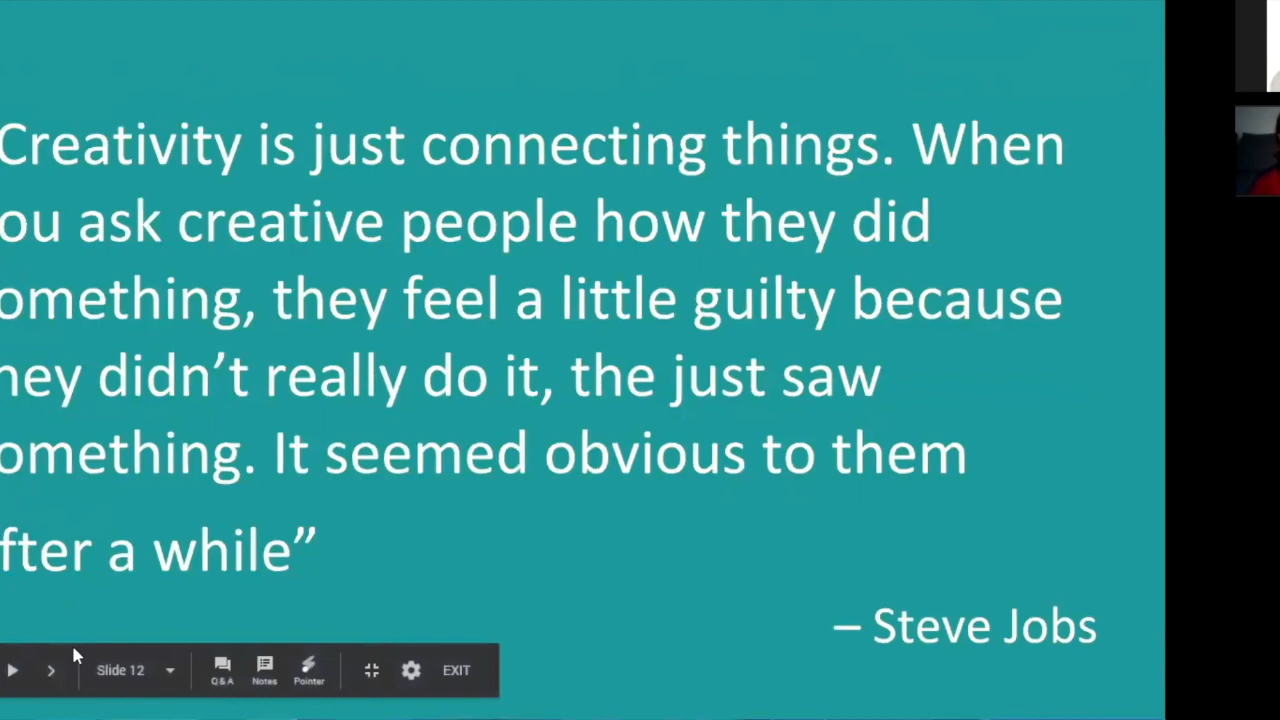 Creativity is just connecting things. When
ou ask creative people how they did
omething, they feel a little guilty because
hey didn’t really do it, the just saw
omething. It seemed obvious to them
fter a while”
– Steve Jobs
Slide 12
Q&A
Notes
Pointer
EXIT